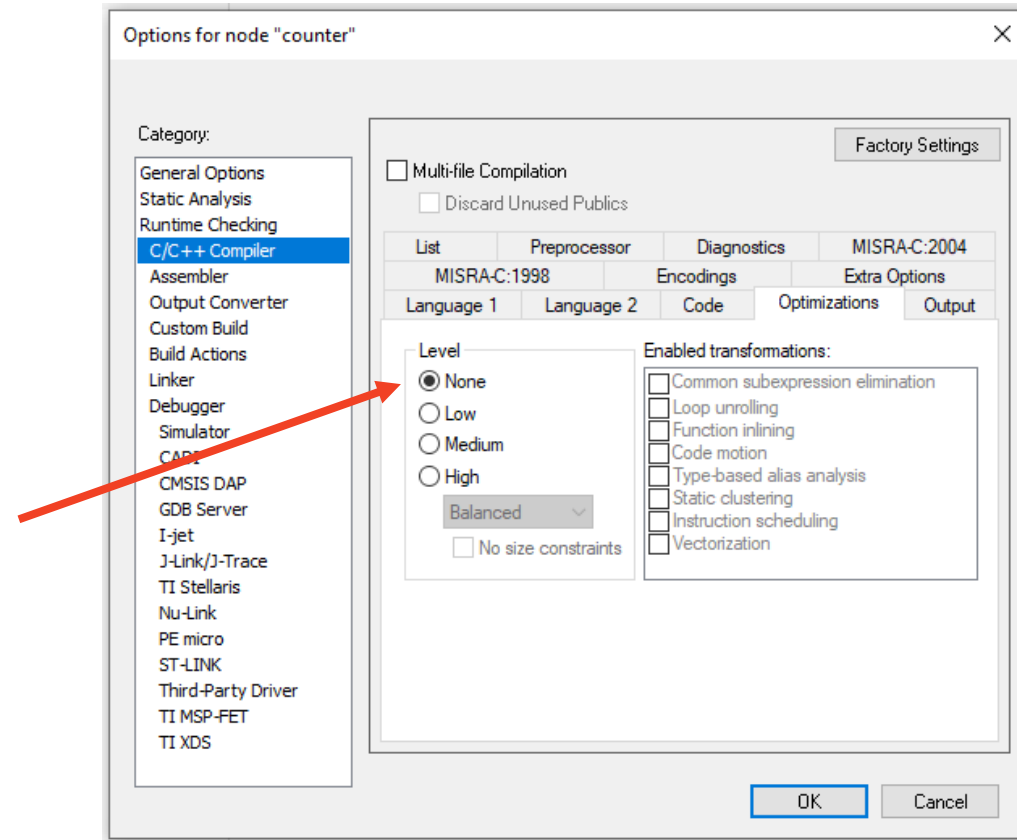 Options for node "counter"
Category:
General Options
Static Analysis
Runtime Checking
C/C++ Compiler
Assembler
Output Converter
Custom Build
Build Actions
Linker
Debugger
Simulator
CADI
CMSIS DAP
GDB Server
I-jet
J-Link/J-Trace
TI Stellaris
Nu-Link
PE micro
ST-LINK
Third-Party Driver
TI MSP-FET
TI XDS
Factory Settings
Multi-file Compilation
Discard Unused Publics
List Preprocessor Diagnostics MISRA-C:2004
MISRA-C:1998 Encodings Extra Options
Language 1 Language 2 Code Optimizations Output
Level
None
Low
Medium
High
Balanced
No size constraints
Enabled transformations:
Common subexpression elimination
Loop unrolling
Function inlining
Code motion
Type-based alias analysis
Static clustering
Instruction scheduling
Vectorization
OK Cancel